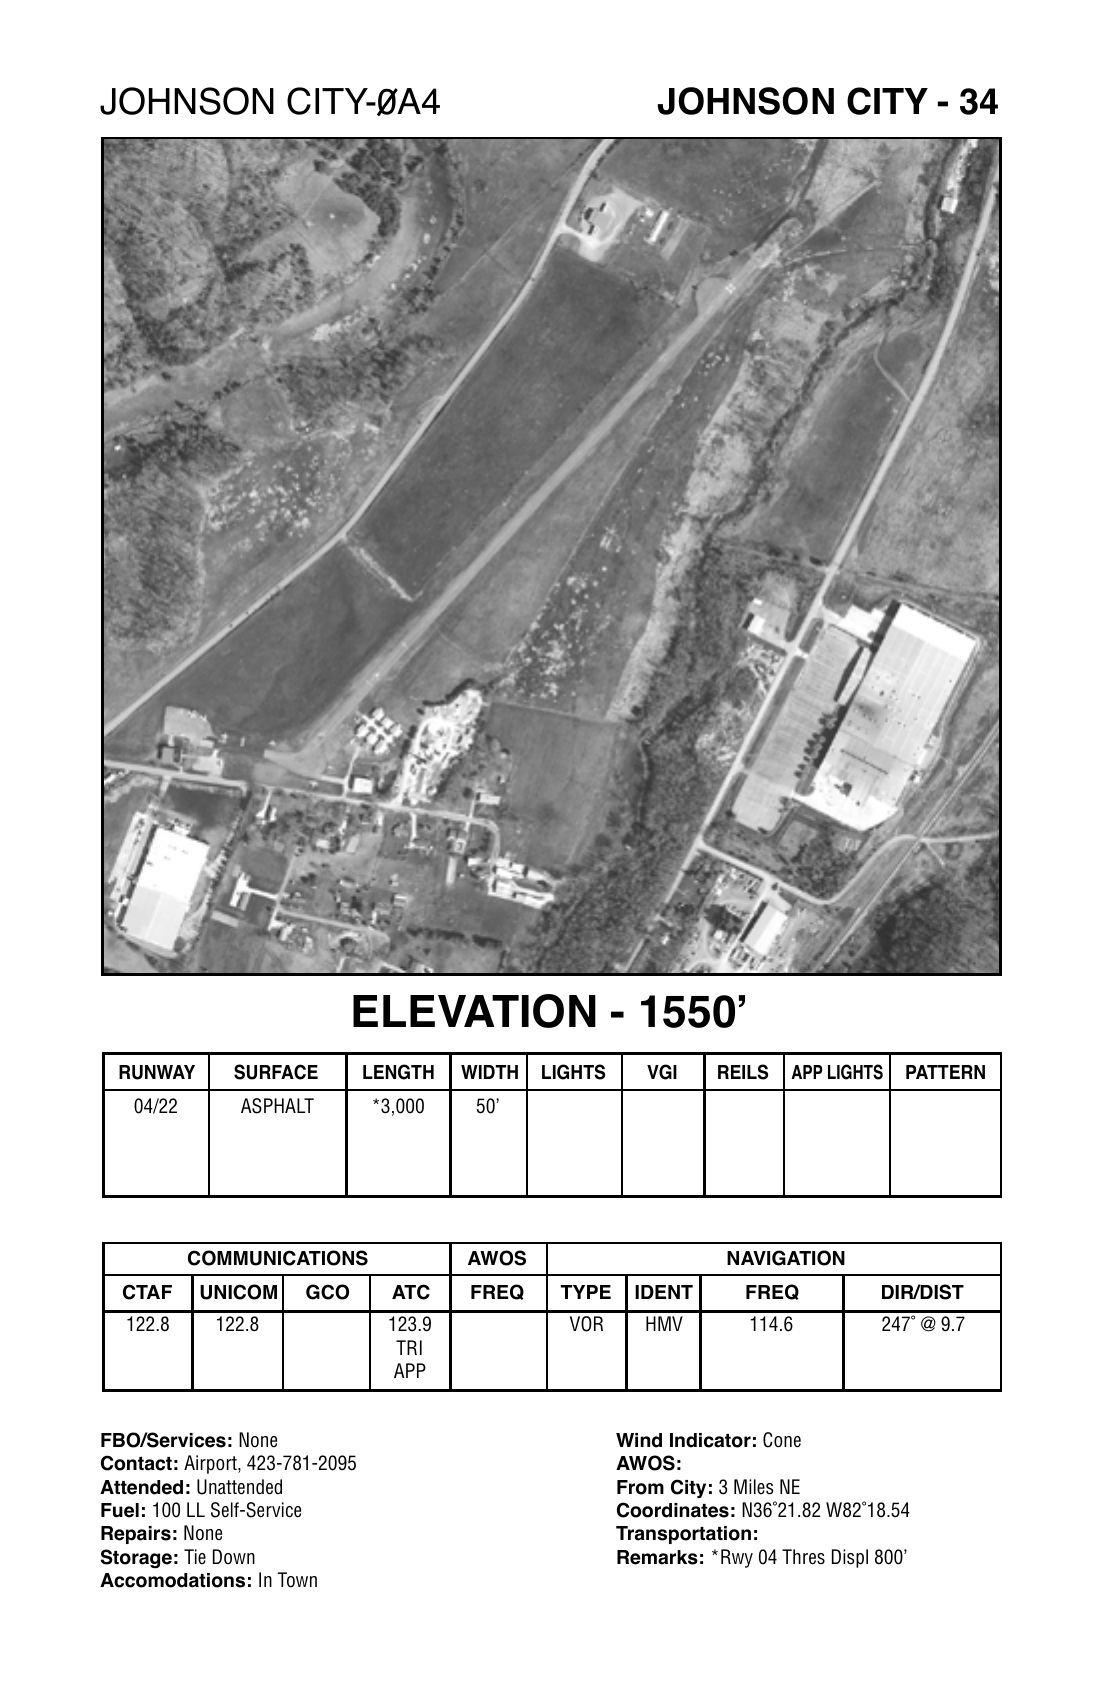 JOHNSON CITY-ØA4 JOHNSON CITY - 34
ELEVATION - 1550’
RUNWAY SURFACE LENGTH WIDTH LIGHTS VGI REILS APP LIGHTS PATTERN
04/22 ASPHALT *3,000 50’
COMMUNICATIONS AWOS NAVIGATION
CTAF UNICOM GCO ATC FREQ TYPE IDENT FREQ DIR/DIST
122.8 122.8 123.9 VOR HMV 114.6 247˚ @ 9.7
TRI
APP
FBO/Services: None
Contact: Airport, 423-781-2095
Attended: Unattended
Fuel: 100 LL Self-Service
Repairs: None
Storage: Tie Down
Accomodations: In Town
Wind Indicator: Cone
AWOS:
From City: 3 Miles NE
Coordinates: N36˚21.82 W82˚18.54
Transportation:
Remarks: *Rwy 04 Thres Displ 800’